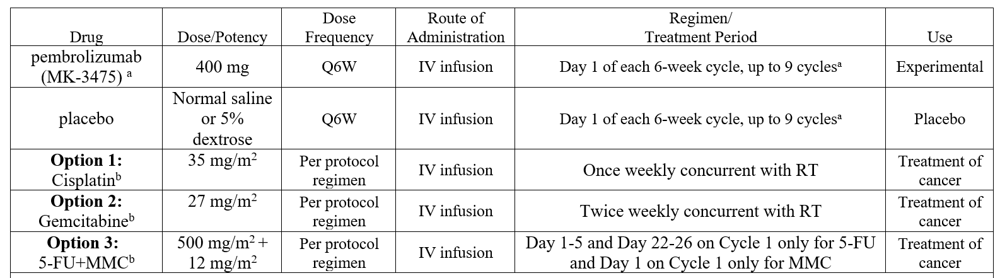 Drug
Dose/Potency
Dose
Frequency
Route of
Administration
Regimen/
Treatment Period
Use
pembrolizumab
(MK-3475) ᵃ
400 mg
Q6W
IV infusion
Day 1 of each 6-week cycle, up to 9 cyclesᵃ
Experimental
placebo
Normal saline
or 5%
dextrose
Q6W
IV infusion
Day 1 of each 6-week cycle, up to 9 cyclesᵃ
Placebo
Option 1:
Cisplatinᵇ
35 mg/m²
Per protocol
regimen
IV infusion
Once weekly concurrent with RT
Treatment of
cancer
Option 2:
Gemcitabineᵇ
27 mg/m²
Per protocol
regimen
IV infusion
Twice weekly concurrent with RT
Treatment of
cancer
Option 3:
5-FU+MMCᵇ
500 mg/m² +
12 mg/m²
Per protocol
regimen
IV infusion
Day 1-5 and Day 22-26 on Cycle 1 only for 5-FU
and Day 1 on Cycle 1 only for MMC
Treatment of
cancer